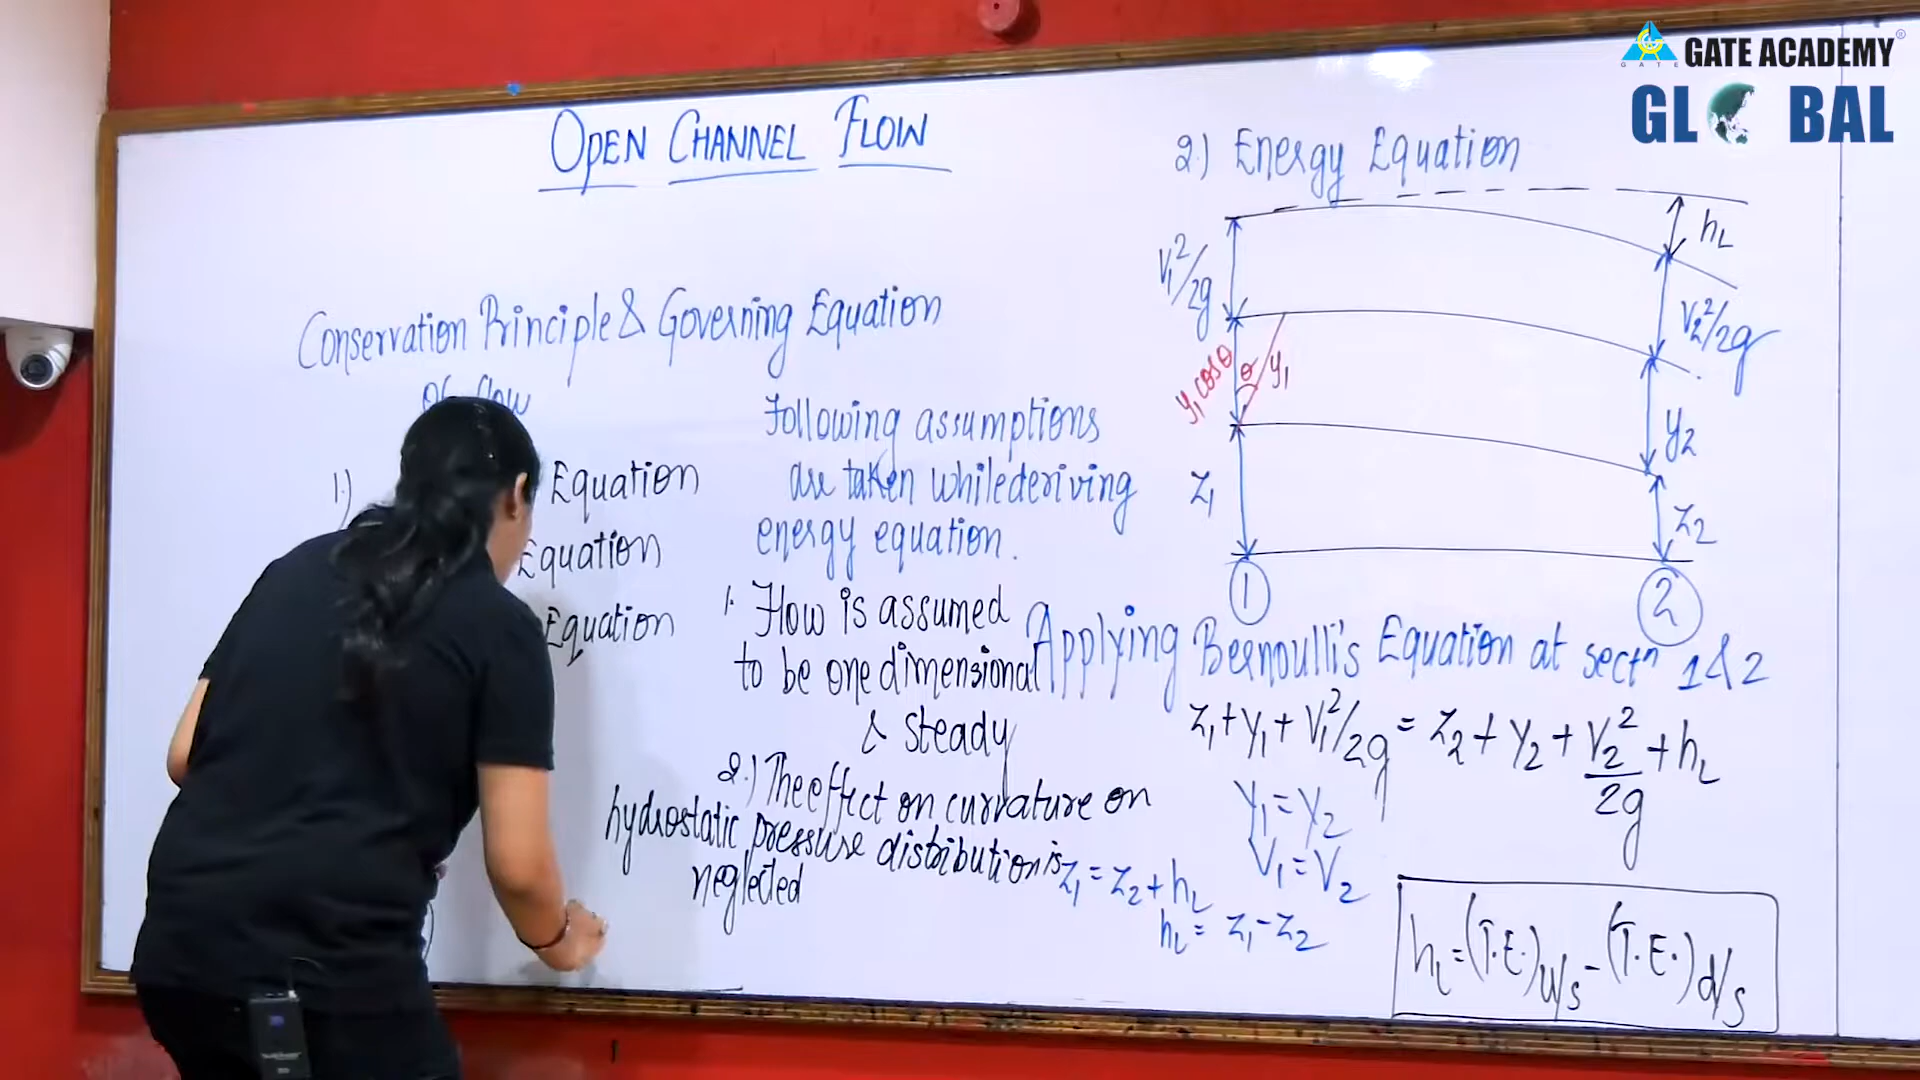 GATE ACADEMY
GATE
GLOBAL
OPEN CHANNEL FLOW
Conservation Principle & Governing Equation
Of flow
1.) Equation
Equation
Equation
Following assumptions
are taken whilederiving
energy equation.
1. Flow is assumed
to be one dimensional
& steady
2.) The effect on curvature on
hydrostatic pressure distribution is
neglected
2.) Energy Equation
hL
V1²/2g
V2²/2g
y1cosθ
θ
y1
y2
Z1
Z2
1
2
Applying Bernoulli's Equation at sectⁿ 1 & 2
Z1 + Y1 + V1²/2g = Z2 + Y2 + V2²/2g + hL
Y1 = Y2
V1 = V2
Z1 = Z2 + hL
hL = Z1 - Z2
hL = (T.E.)u/s - (T.E.)d/s